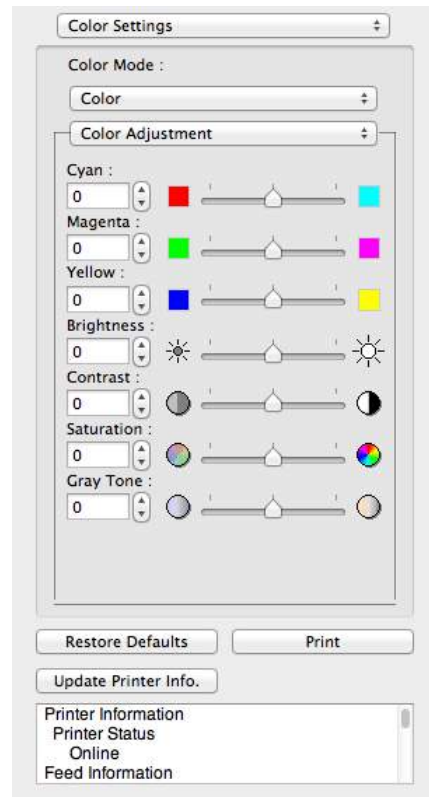 Color Settings
Color Mode :
Color
Color Adjustment
Cyan :
0
Magenta :
0
Yellow :
0
Brightness :
0
Contrast :
0
Saturation :
0
Gray Tone :
0
Restore Defaults
Print
Update Printer Info.
Printer Information
Printer Status
Online
Feed Information